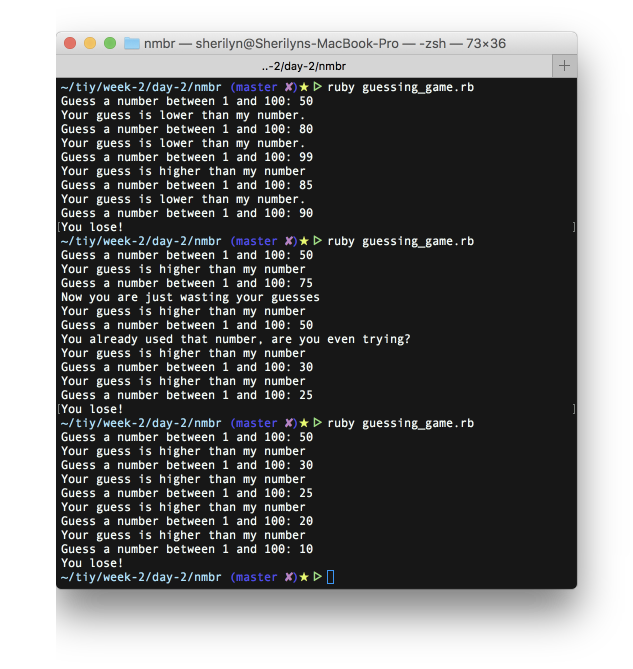 nmbr — sherilyn@Sherilyns-MacBook-Pro — -zsh — 73×36
..-2/day-2/nmbr
~/tiy/week-2/day-2/nmbr (master ✘)★ ▷ ruby guessing_game.rb
Guess a number between 1 and 100: 50
Your guess is lower than my number.
Guess a number between 1 and 100: 80
Your guess is lower than my number.
Guess a number between 1 and 100: 99
Your guess is higher than my number
Guess a number between 1 and 100: 85
Your guess is lower than my number.
Guess a number between 1 and 100: 90
[You lose! ]
~/tiy/week-2/day-2/nmbr (master ✘)★ ▷ ruby guessing_game.rb
Guess a number between 1 and 100: 50
Your guess is higher than my number
Guess a number between 1 and 100: 75
Now you are just wasting your guesses
Your guess is higher than my number
Guess a number between 1 and 100: 50
You already used that number, are you even trying?
Your guess is higher than my number
Guess a number between 1 and 100: 30
Your guess is higher than my number
Guess a number between 1 and 100: 25
[You lose! ]
~/tiy/week-2/day-2/nmbr (master ✘)★ ▷ ruby guessing_game.rb
Guess a number between 1 and 100: 50
Your guess is higher than my number
Guess a number between 1 and 100: 30
Your guess is higher than my number
Guess a number between 1 and 100: 25
Your guess is higher than my number
Guess a number between 1 and 100: 20
Your guess is higher than my number
Guess a number between 1 and 100: 10
You lose!
~/tiy/week-2/day-2/nmbr (master ✘)★ ▷